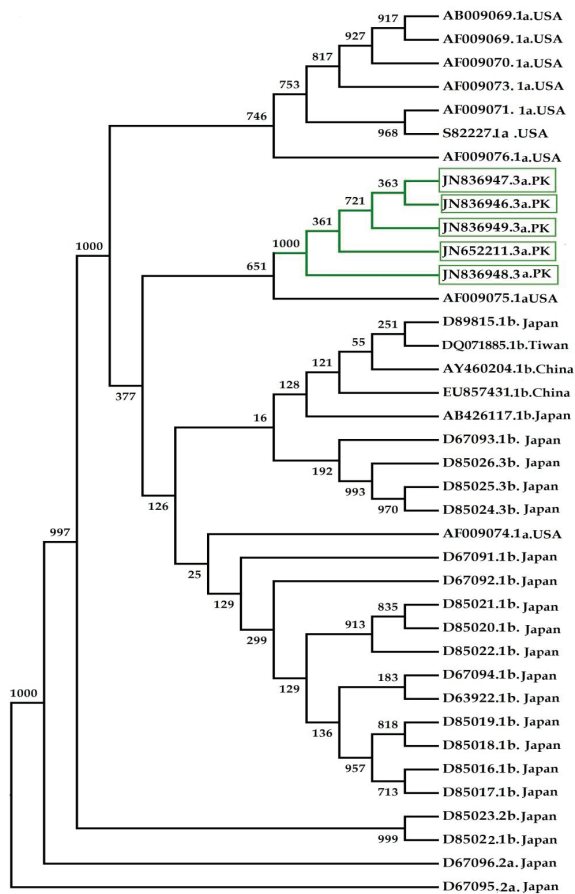 917
AB009069.1a.USA
AF009069.1a.USA
927
817
AF009070.1a.USA
753
AF009073.1a.USA
746
AF009071. 1a.USA
968
S82227.1a .USA
AF009076.1a.USA
363
JN836947.3a.PK
721
JN836946.3a.PK
361
JN836949.3a.PK
1000
1000
JN652211.3a.PK
651
JN836948.3a.PK
AF009075.1aUSA
251
D89815.1b. Japan
55
DQ071885.1b.Tiwan
121
AY460204.1b.China
128
377
EU857431.1b.China
16
AB426117.1b.Japan
D67093.1b. Japan
192
D85026.3b. Japan
993
D85025.3b. Japan
126
970
D85024.3b. Japan
997
AF009074.1a.USA
25
D67091.1b. Japan
129
D67092.1b. Japan
835
D85021.1b. Japan
913
299
D85020.1b. Japan
D85022.1b. Japan
129
183
D67094.1b. Japan
1000
D63922.1b. Japan
136
818
D85019.1b. Japan
957
D85018.1b. Japan
D85016.1b. Japan
713
D85017.1b. Japan
D85023.2b. Japan
999
D85022.1b. Japan
D67096.2a. Japan
D67095.2a. Japan